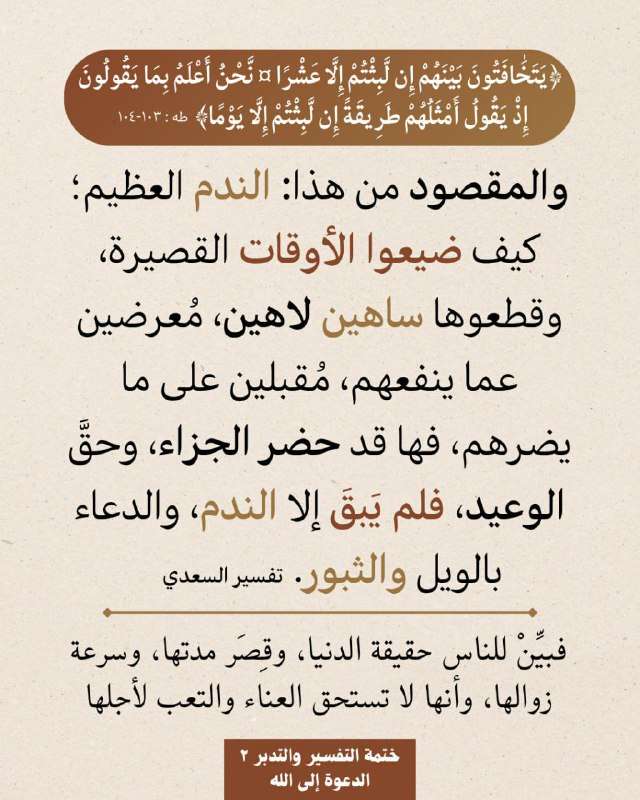 ﴿يَتَخَافَتُونَ بَيْنَهُمْ إِن لَّبِثْتُمْ إِلَّا عَشْرًا ¤ نَّحْنُ أَعْلَمُ بِمَا يَقُولُونَ
إِذْ يَقُولُ أَمْثَلُهُمْ طَرِيقَةً إِن لَّبِثْتُمْ إِلَّا يَوْمًا﴾ طه : ١٠٣-١٠٤
والمقصود من هذا: الندم العظيم؛
كيف ضيعوا الأوقات القصيرة،
وقطعوها ساهين لاهين، مُعرضين
عما ينفعهم، مُقبلين على ما
يضرهم، فها قد حضر الجزاء، وحقَّ
الوعيد، فلم يَبقَ إلا الندم، والدعاء
بالويل والثبور. تفسير السعدي
فبيِّنْ للناس حقيقة الدنيا، وقِصَر مدتها، وسرعة
زوالها، وأنها لا تستحق العناء والتعب لأجلها
ختمة التفسير والتدبر ٢
الدعوة إلى الله